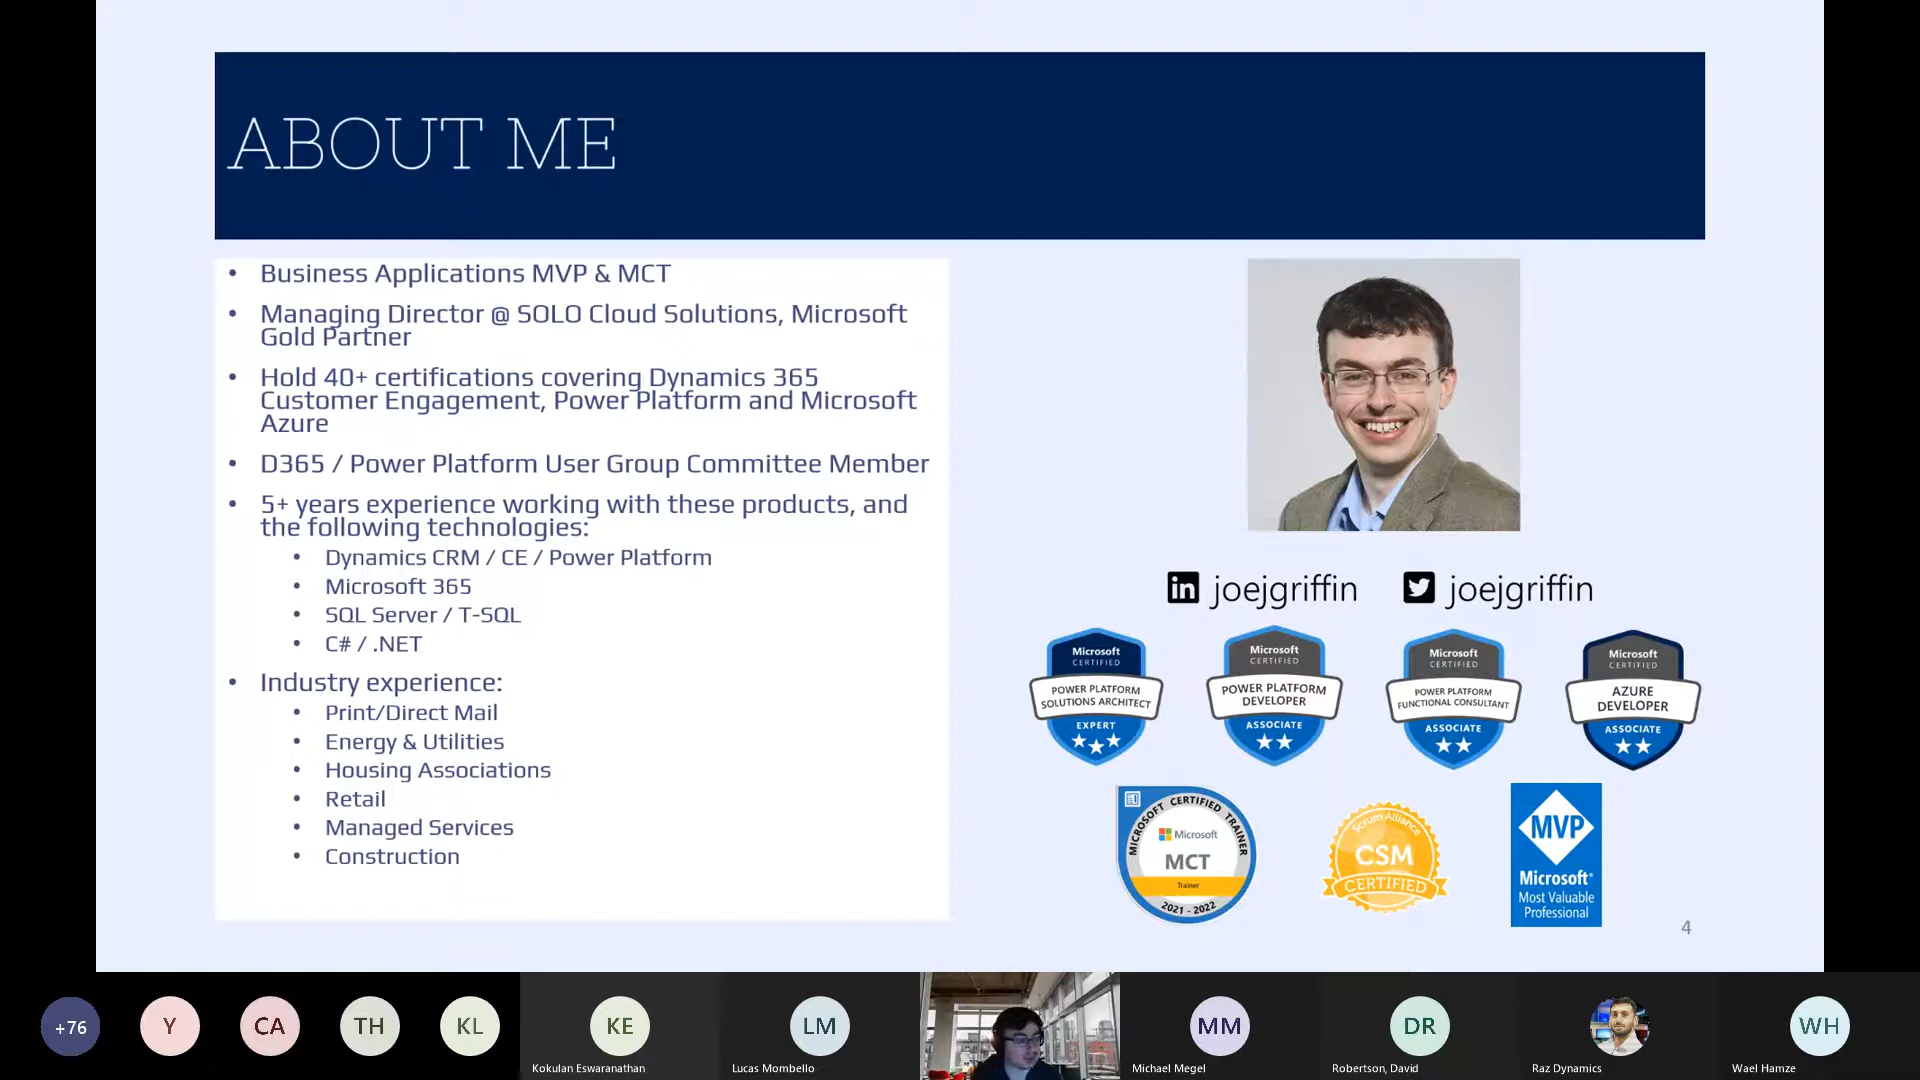 ABOUT ME
• Business Applications MVP & MCT
• Managing Director @ SOLO Cloud Solutions, Microsoft
Gold Partner
• Hold 40+ certifications covering Dynamics 365
Customer Engagement, Power Platform and Microsoft
Azure
• D365 / Power Platform User Group Committee Member
• 5+ years experience working with these products, and
the following technologies:
• Dynamics CRM / CE / Power Platform
• Microsoft 365
• SQL Server / T-SQL
• C# / .NET
• Industry experience:
• Print/Direct Mail
• Energy & Utilities
• Housing Associations
• Retail
• Managed Services
• Construction
in joejgriffin
joejgriffin
Microsoft
CERTIFIED
POWER PLATFORM
SOLUTIONS ARCHITECT
EXPERT
Microsoft
CERTIFIED
POWER PLATFORM
DEVELOPER
ASSOCIATE
Microsoft
CERTIFIED
POWER PLATFORM
FUNCTIONAL CONSULTANT
ASSOCIATE
Microsoft
CERTIFIED
AZURE
DEVELOPER
ASSOCIATE
MICROSOFT CERTIFIED TRAINER
Microsoft
MCT
Trainer
2021 - 2022
Scrum Alliance
CSM
CERTIFIED
MVP
Microsoft®
Most Valuable
Professional
4
+76
Y
CA
TH
KL
KE
Kokulan Eswaranathan
LM
Lucas Mombello
MM
Michael Megel
DR
Robertson, David
Raz Dynamics
WH
Wael Hamze